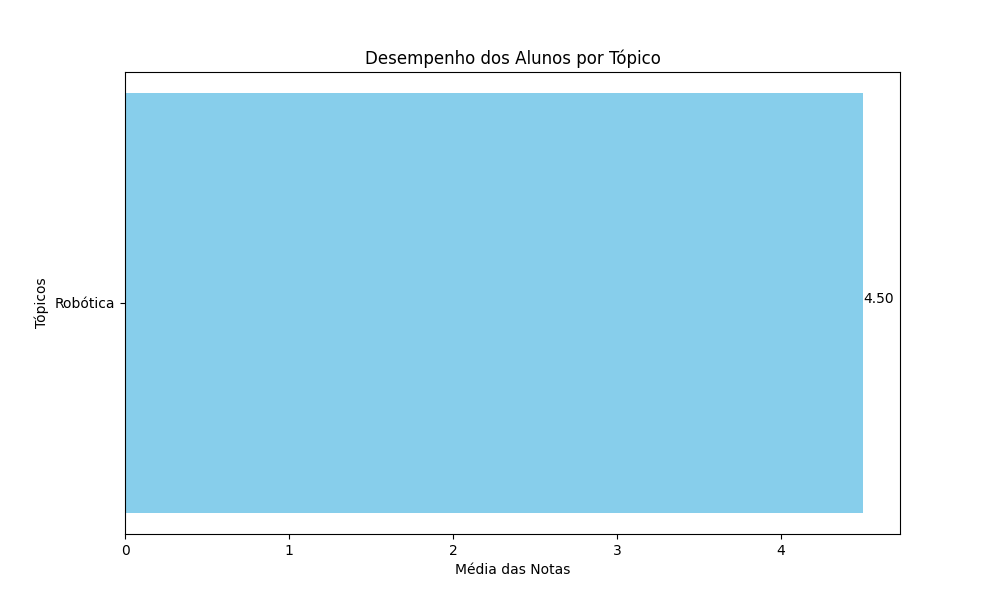 Desempenho dos Alunos por Tópico
Tópicos
Robótica
4.50
0 1 2 3 4
Média das Notas